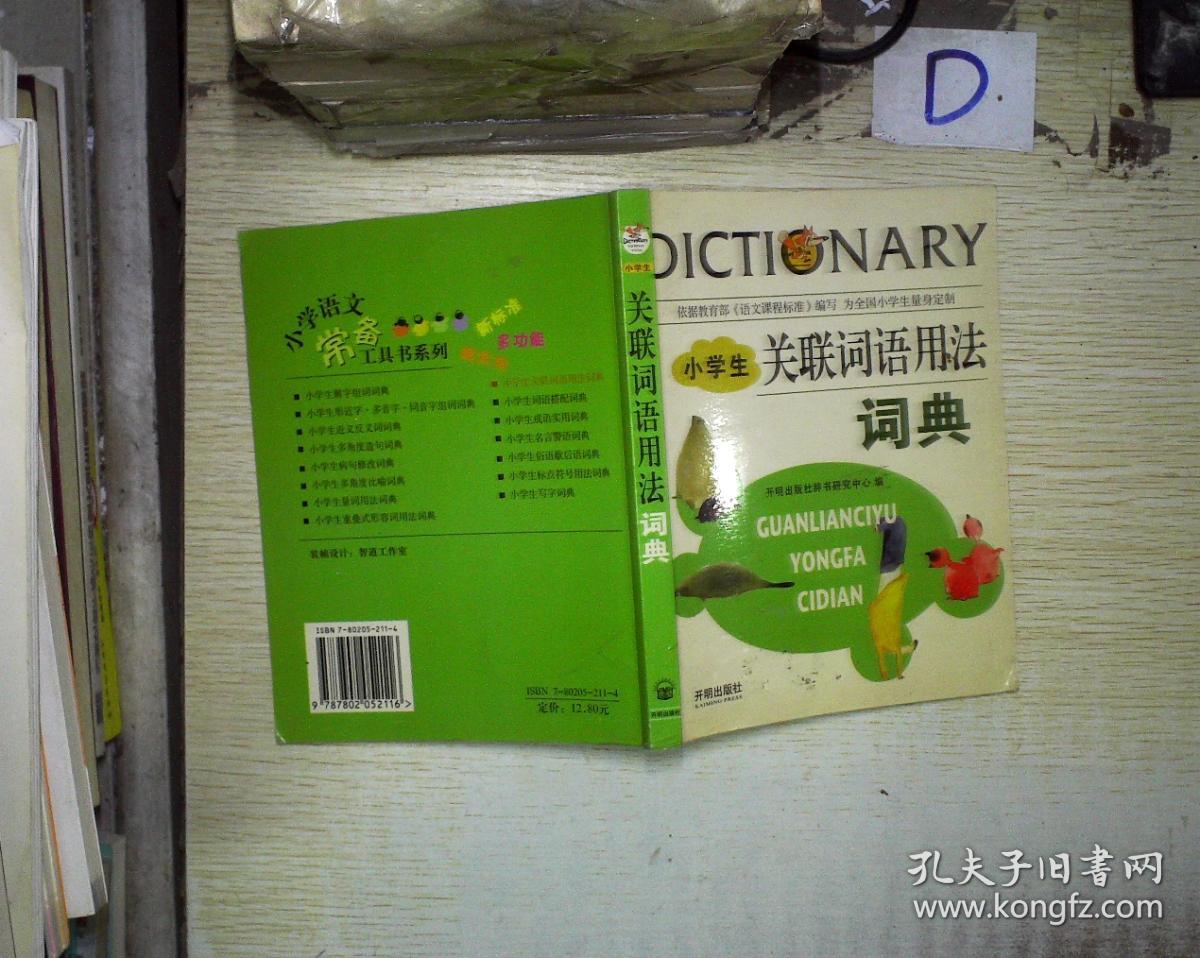 D
小学语文
常备
工具书系列
新标准
多功能
■ 小学生解字组词词典
■ 小学生形近字·多音字·同音字组词词典
■ 小学生近义反义词词典
■ 小学生多角度造句词典
■ 小学生病句修改词典
■ 小学生多角度比喻词典
■ 小学生量词用法词典
■ 小学生重叠式形容词用法词典
■ 小学生关联词语用法词典
■ 小学生词语搭配词典
■ 小学生成语实用词典
■ 小学生名言警语词典
■ 小学生俗语歇后语词典
■ 小学生标点符号用法词典
■ 小学生写字词典
装帧设计：智道工作室
ISBN 7-80205-211-4
9 787802 052116 >
ISBN 7-80205-211-4
定价：12.80元
小学生
关联词语用法
词典
开明出版社
DICTIONARY
依据教育部《语文课程标准》编写 为全国小学生量身定制
小学生
关联词语用法
词典
开明出版社辞书研究中心 编
GUANLIANCIYU
YONGFA
CIDIAN
开明出版社
KAIMING PRESS
孔夫子旧书网
www.kongfz.com